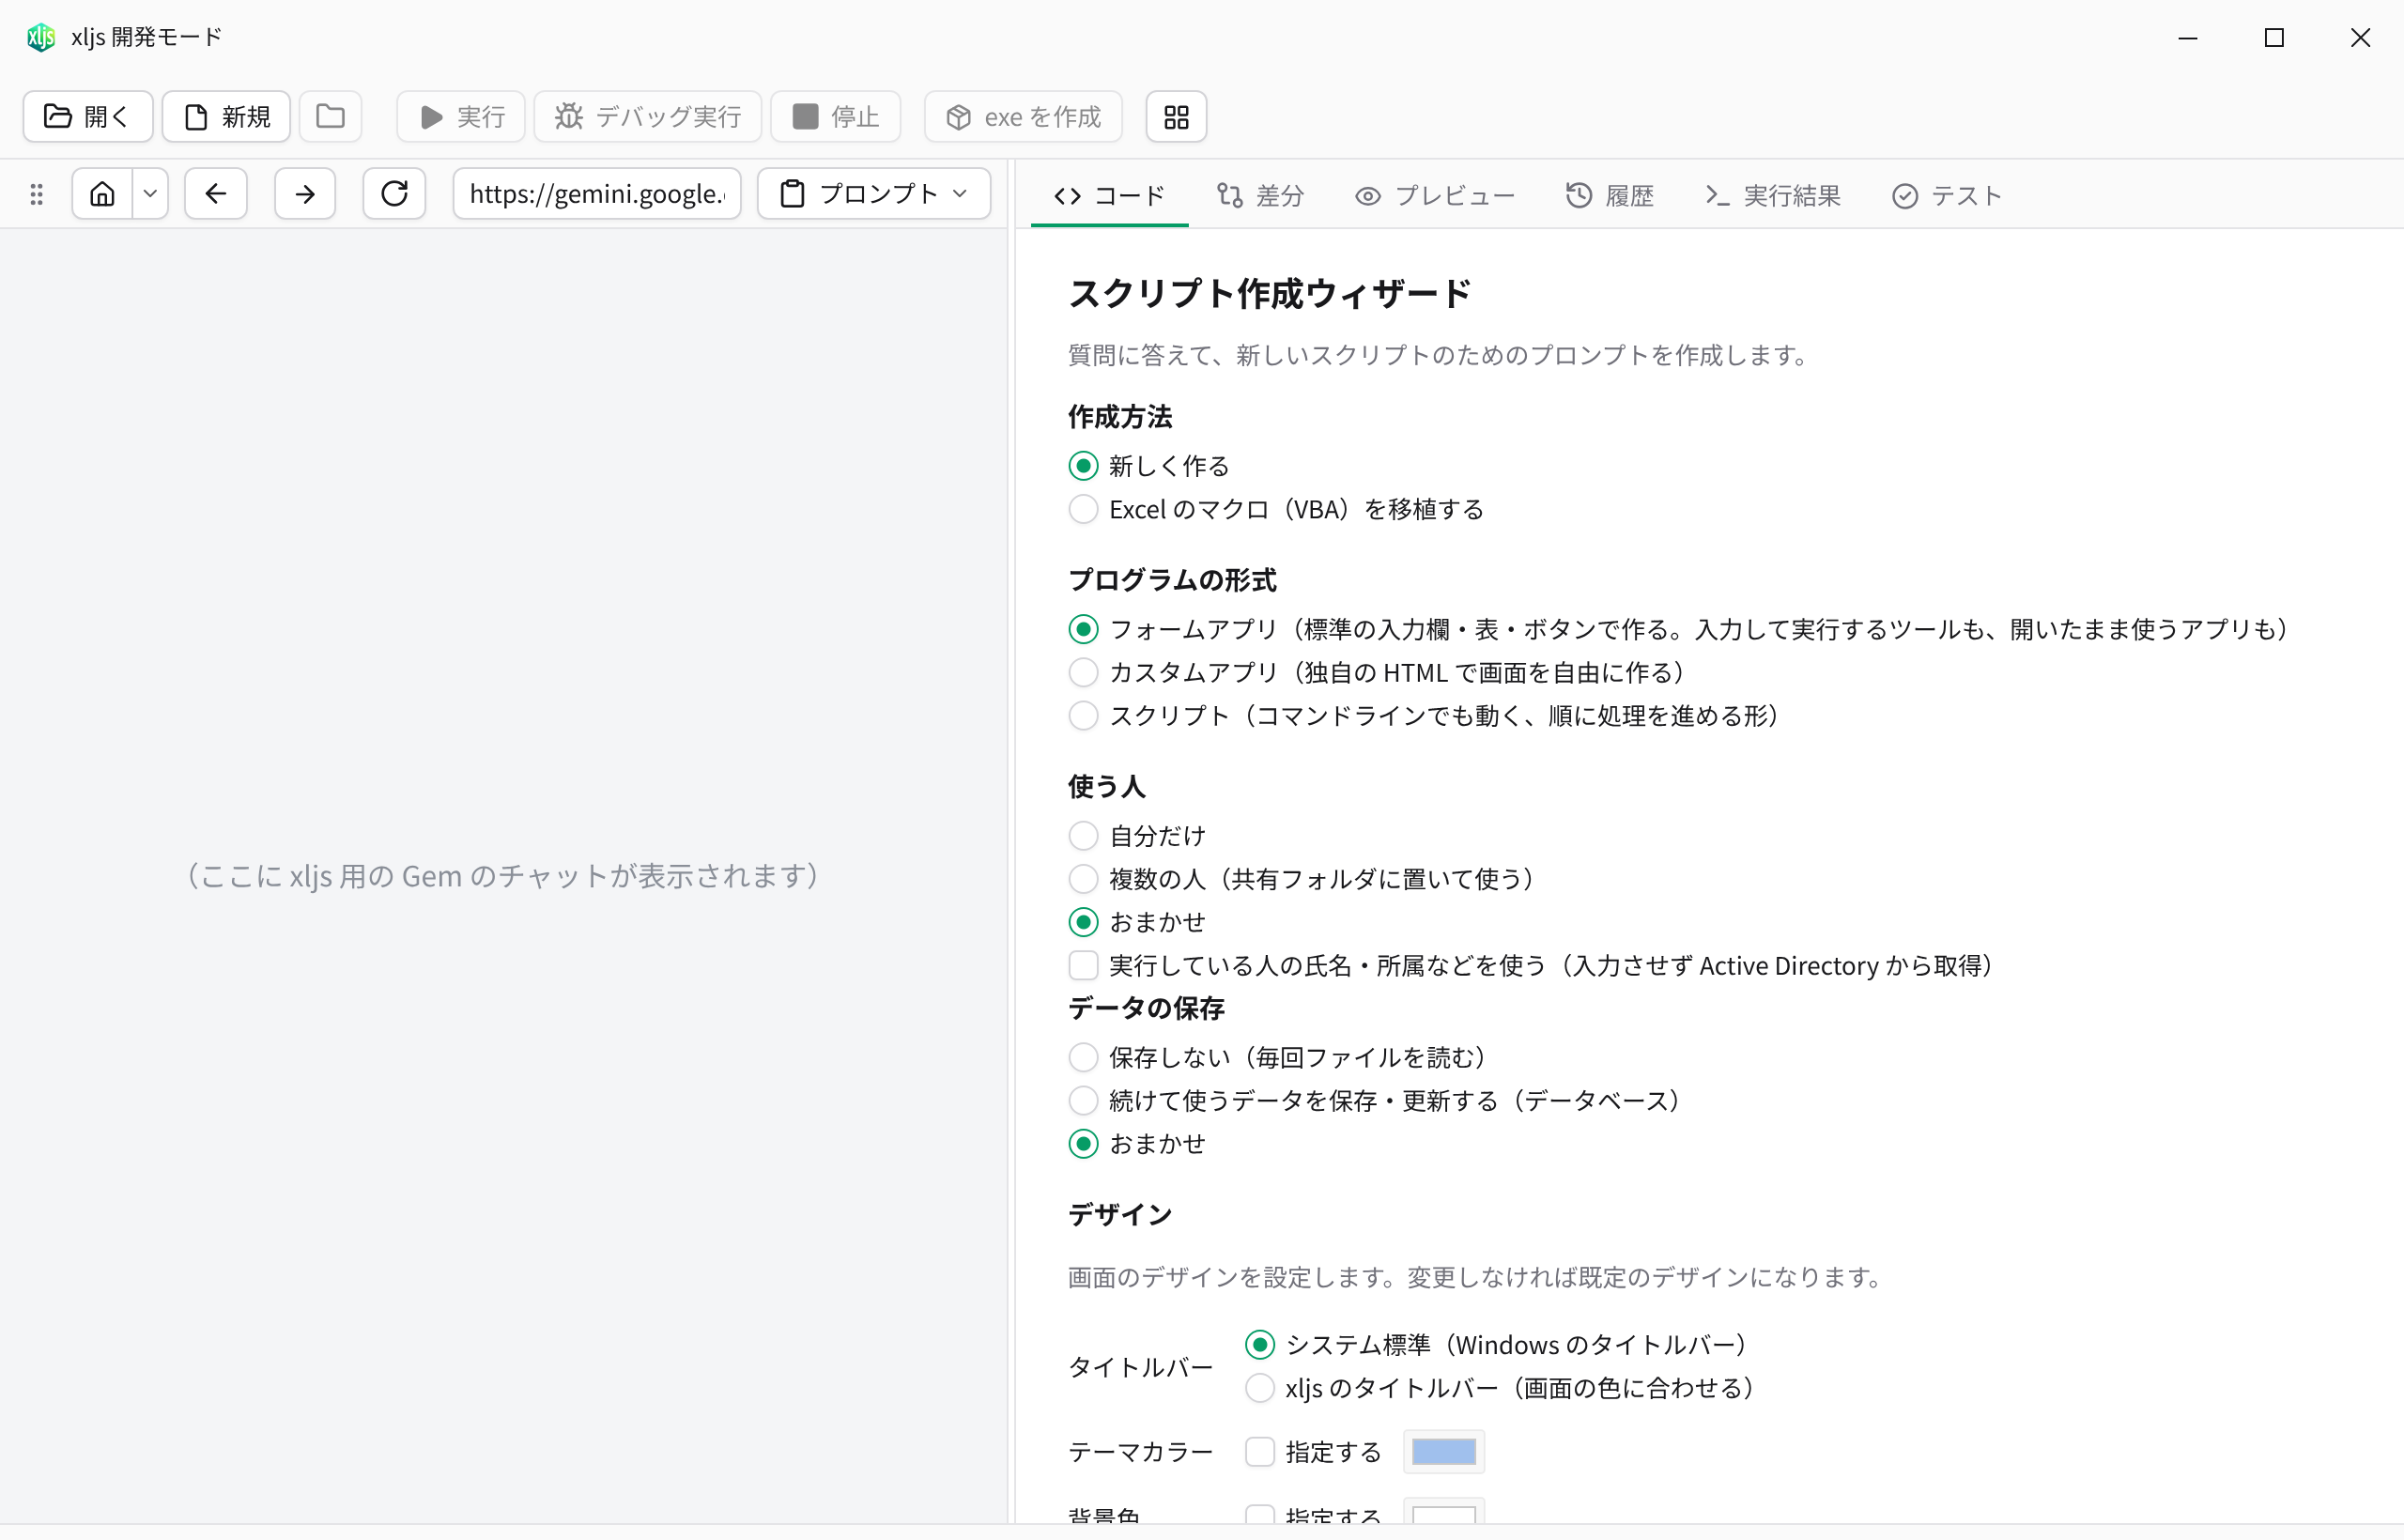 xljs 開発モード
開く 新規 実行 デバッグ実行 停止 exe を作成
https://gemini.google. プロンプト
コード 差分 プレビュー 履歴 実行結果 テスト
（ここに xljs 用の Gem のチャットが表示されます）
スクリプト作成ウィザード
質問に答えて、新しいスクリプトのためのプロンプトを作成します。
作成方法
新しく作る
Excel のマクロ（VBA）を移植する
プログラムの形式
フォームアプリ（標準の入力欄・表・ボタンで作る。入力して実行するツールも、開いたまま使うアプリも）
カスタムアプリ（独自の HTML で画面を自由に作る）
スクリプト（コマンドラインでも動く、順に処理を進める形）
使う人
自分だけ
複数の人（共有フォルダに置いて使う）
おまかせ
実行している人の氏名・所属などを使う（入力させず Active Directory から取得）
データの保存
保存しない（毎回ファイルを読む）
続けて使うデータを保存・更新する（データベース）
おまかせ
デザイン
画面のデザインを設定します。変更しなければ既定のデザインになります。
タイトルバー
システム標準（Windows のタイトルバー）
xljs のタイトルバー（画面の色に合わせる）
テーマカラー 指定する
背景色 指定する